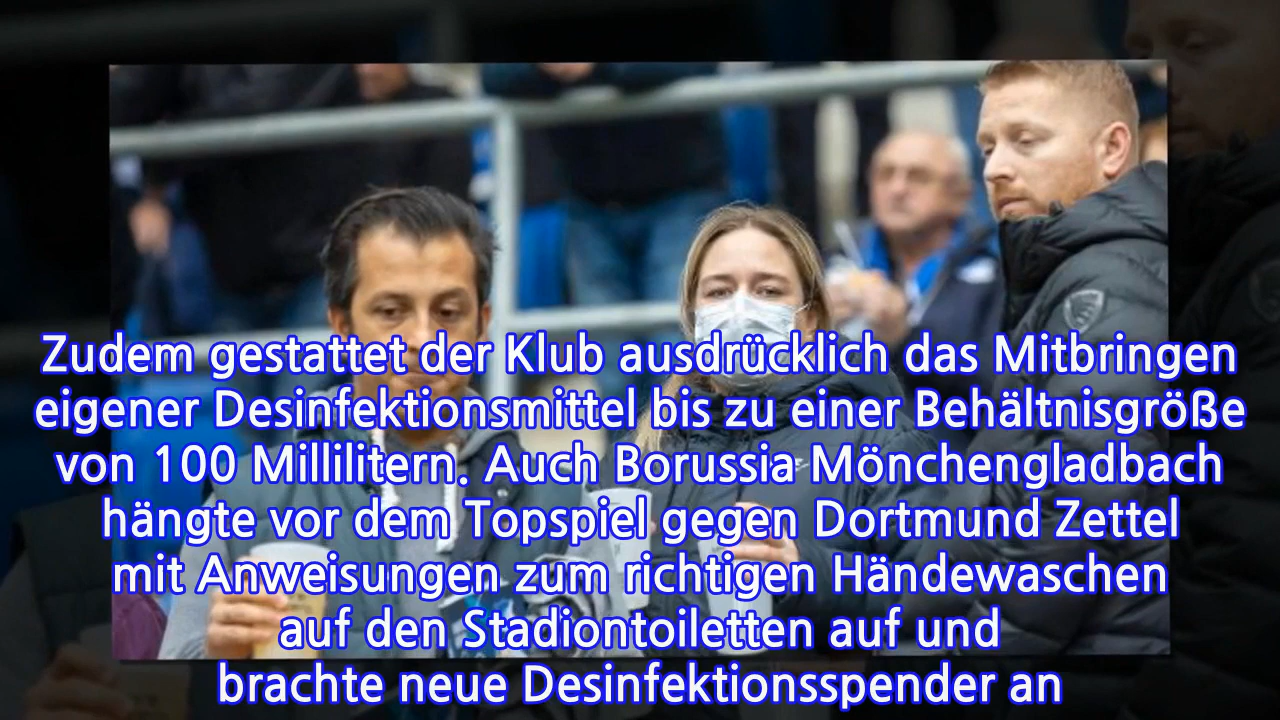 Zudem gestattet der Klub ausdrücklich das Mitbringen
eigener Desinfektionsmittel bis zu einer Behältnisgröße
von 100 Millilitern. Auch Borussia Mönchengladbach
hängte vor dem Topspiel gegen Dortmund Zettel
mit Anweisungen zum richtigen Händewaschen
auf den Stadiontoiletten auf und
brachte neue Desinfektionsspender an